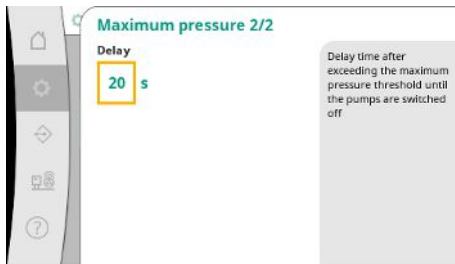 Maximum pressure 2/2
Delay
20 s
Delay time after
exceeding the maximum
pressure threshold until
the pumps are switched
off
?